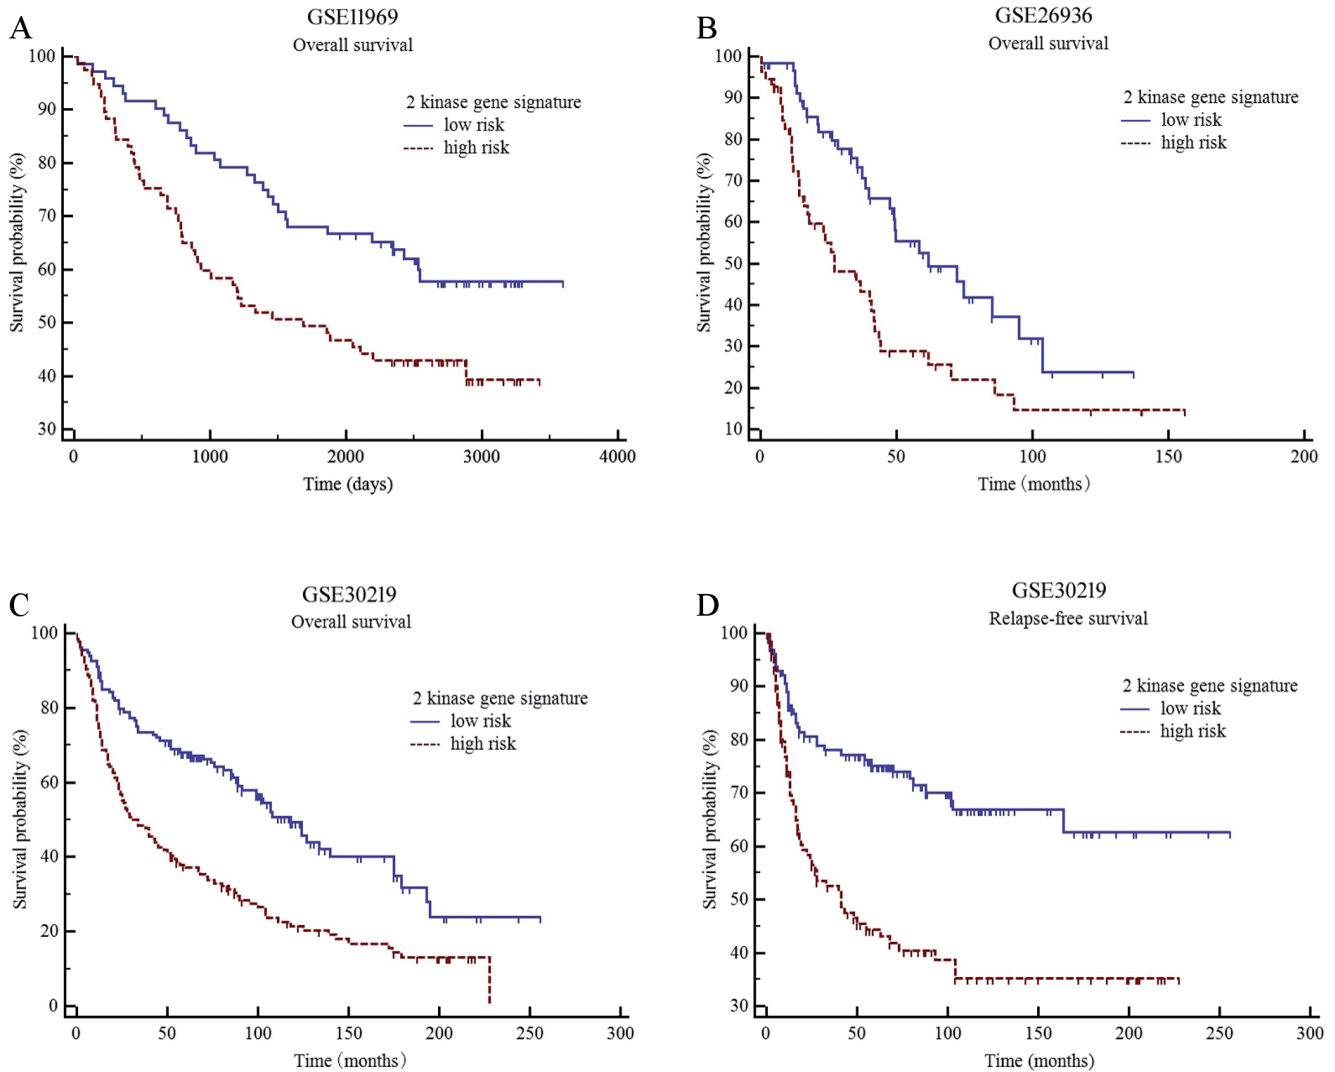 A
GSE11969
Overall survival
2 kinase gene signature
low risk
high risk
Survival probability (%)
100
90
80
70
60
50
40
30
0
1000
2000
3000
4000
Time (days)
B
GSE26936
Overall survival
2 kinase gene signature
low risk
high risk
Survival probability (%)
100
90
80
70
60
50
40
30
20
10
0
50
100
150
200
Time (months)
C
GSE30219
Overall survival
2 kinase gene signature
low risk
high risk
Survival probability (%)
100
80
60
40
20
0
0
50
100
150
200
250
300
Time (months)
D
GSE30219
Relapse-free survival
2 kinase gene signature
low risk
high risk
Survival probability (%)
100
90
80
70
60
50
40
30
0
50
100
150
200
250
300
Time (months)